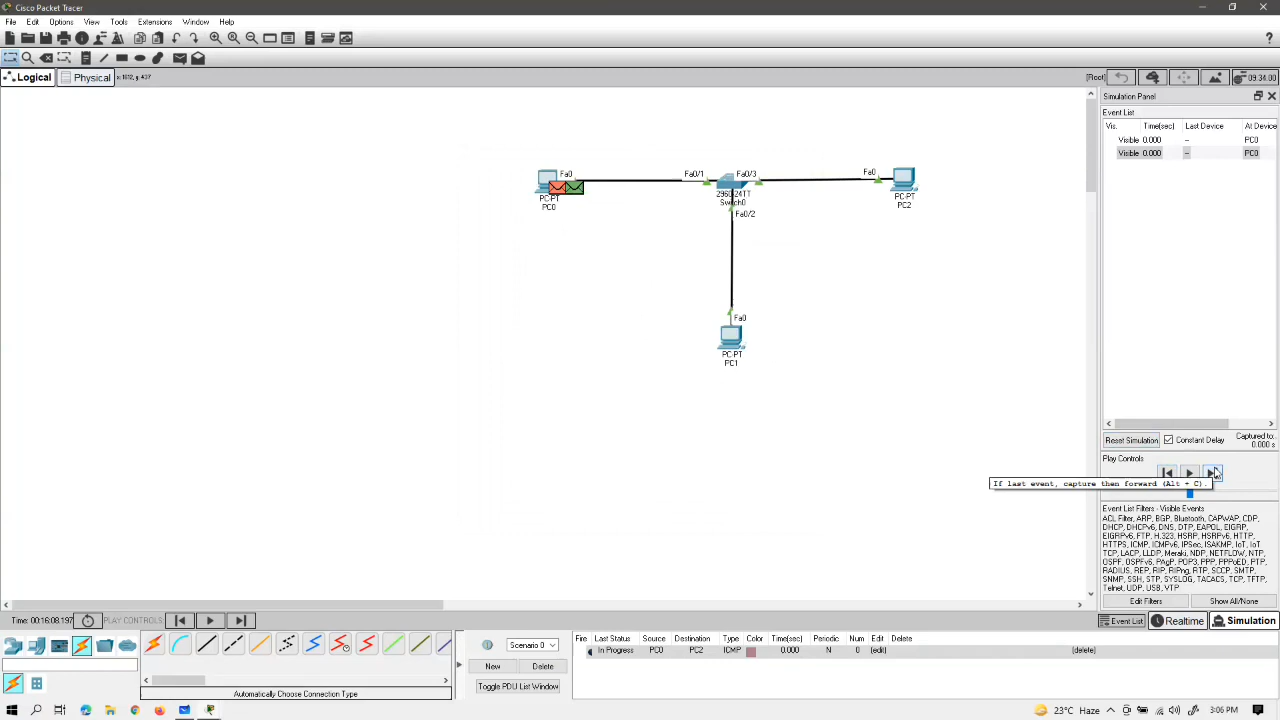 Cisco Packet Tracer
File Edit Options View Tools Extensions Window Help
Logical Physical x: 1012, y: 437
[Root] 09:34:00
Simulation Panel
Event List
Vis. Time(sec) Last Device At Device
Visible 0.000 -- PC0
Visible 0.000 -- PC0
Fa0 Fa0/1 Fa0/3 Fa0
PC-PT
PC0
2960-24TT
Switch0
Fa0/2
PC-PT
PC2
Fa0
PC-PT
PC1
Reset Simulation Constant Delay Captured to:
0.000 s
Play Controls
If last event, capture then forward (Alt + C).
Event List Filters - Visible Events
ACL Filter, ARP, BGP, Bluetooth, CAPWAP, CDP,
DHCP, DHCPv6, DNS, DTP, EAPOL, EIGRP,
EIGRPv6, FTP, H.323, HSRP, HSRPv6, HTTP,
HTTPS, ICMP, ICMPv6, IPSec, ISAKMP, IoT, IoT
TCP, LACP, LLDP, Meraki, NDP, NETFLOW, NTP,
OSPF, OSPFv6, PAgP, POP3, PPP, PPPoED, PTP,
RADIUS, REP, RIP, RIPng, RTP, SCCP, SMTP,
SNMP, SSH, STP, SYSLOG, TACACS, TCP, TFTP,
Telnet, UDP, USB, VTP
Edit Filters Show All/None
Time: 00:16:08.197 PLAY CONTROLS: Event List Realtime Simulation
Scenario 0
New Delete
Toggle PDU List Window
Fire Last Status Source Destination Type Color Time(sec) Periodic Num Edit Delete
In Progress PC0 PC2 ICMP 0.000 N 0 (edit) (delete)
Automatically Choose Connection Type
23°C Haze 3:06 PM